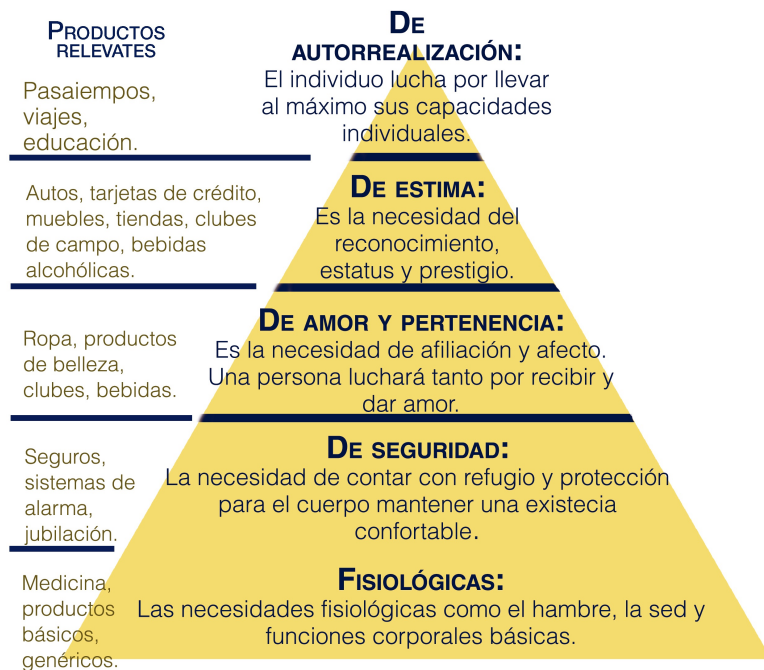 PRODUCTOS
RELEVATES
DE
AUTORREALIZACIÓN:
El individuo lucha por llevar
al máximo sus capacidades
individuales.
Pasaiempos,
viajes,
educación.
DE ESTIMA:
Es la necesidad del
reconocimiento,
estatus y prestigio.
Autos, tarjetas de crédito,
muebles, tiendas, clubes
de campo, bebidas
alcohólicas.
DE AMOR Y PERTENENCIA:
Es la necesidad de afiliación y afecto.
Una persona luchará tanto por recibir y
dar amor.
Ropa, productos
de belleza,
clubes, bebidas.
DE SEGURIDAD:
La necesidad de contar con refugio y protección
para el cuerpo mantener una existecia
confortable.
Seguros,
sistemas de
alarma,
jubilación.
FISIOLÓGICAS:
Las necesidades fisiológicas como el hambre, la sed y
funciones corporales básicas.
Medicina,
productos
básicos,
genéricos.